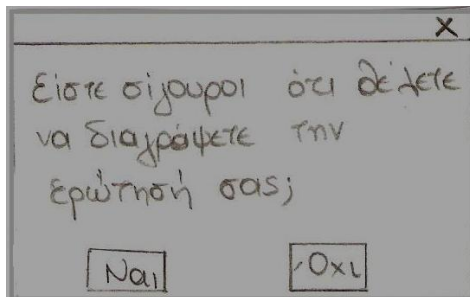 x
Είστε σίγουροι ότι θέλετε
να διαγράψετε την
ερώτησή σας;
Ναι Όχι